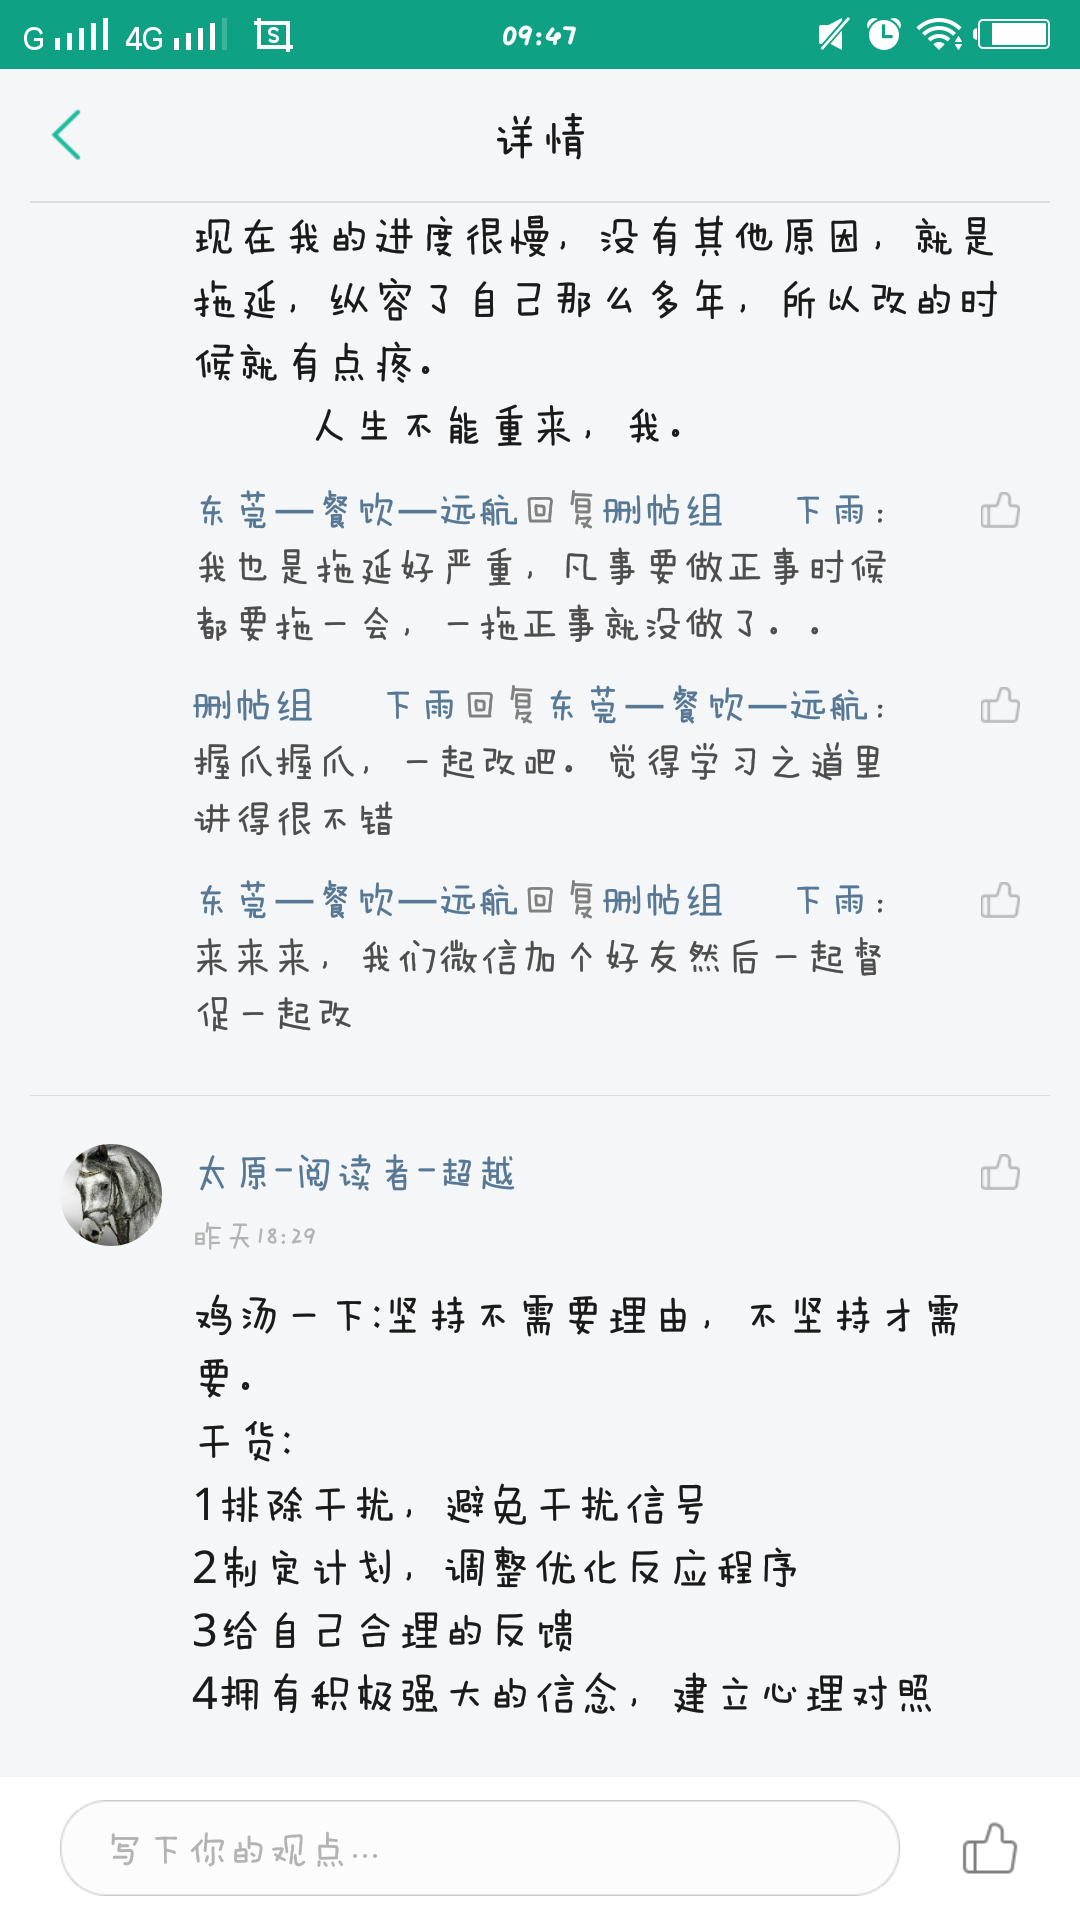 G 4G S 09:47
详情
现在我的进度很慢，没有其他原因，就是
拖延，纵容了自己那么多年，所以改的时
候就有点疼。
人生不能重来，我。
东莞—餐饮—远航回复删帖组 下雨：
我也是拖延好严重，凡事要做正事时候
都要拖一会，一拖正事就没做了。。
删帖组 下雨回复东莞—餐饮—远航：
握爪握爪，一起改吧。觉得学习之道里
讲得很不错
东莞—餐饮—远航回复删帖组 下雨：
来来来，我们微信加个好友然后一起督
促一起改
太原-阅读者-超越
昨天18:29
鸡汤一下:坚持不需要理由，不坚持才需
要。
干货:
1排除干扰，避免干扰信号
2制定计划，调整优化反应程序
3给自己合理的反馈
4拥有积极强大的信念，建立心理对照
写下你的观点...